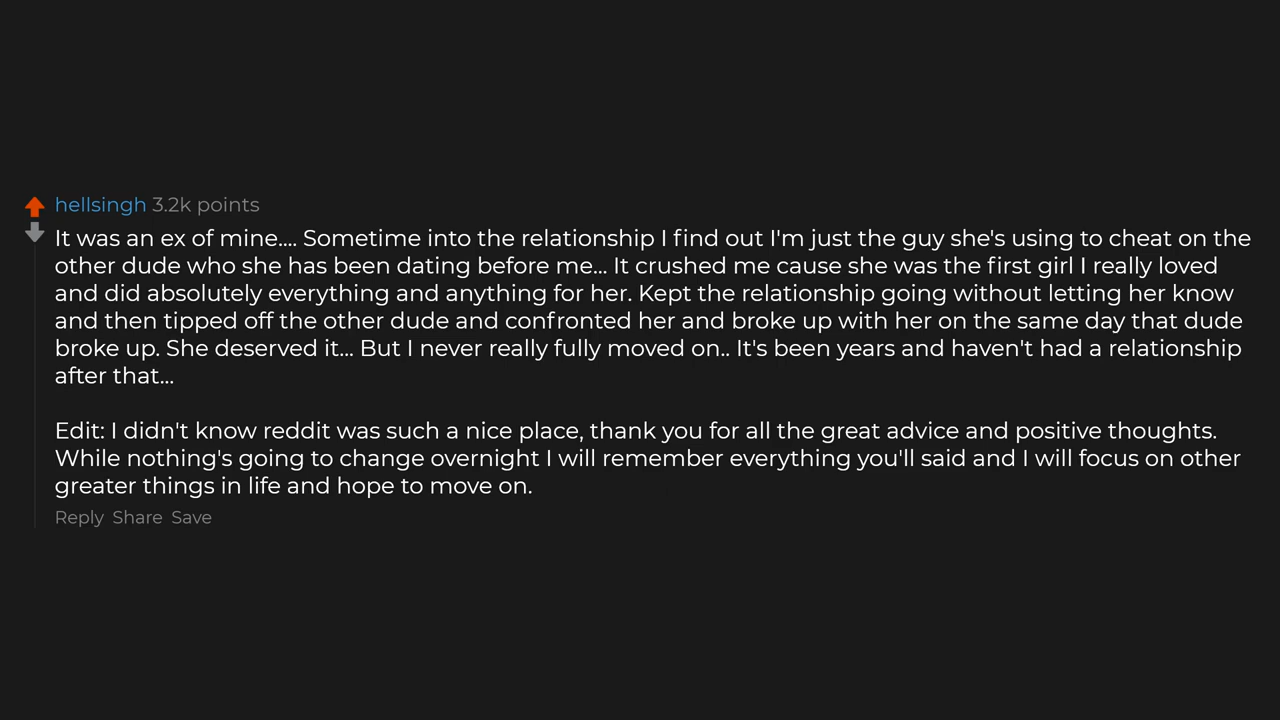 hellsingh 3.2k points
It was an ex of mine.... Sometime into the relationship I find out I'm just the guy she's using to cheat on the
other dude who she has been dating before me... It crushed me cause she was the first girl I really loved
and did absolutely everything and anything for her. Kept the relationship going without letting her know
and then tipped off the other dude and confronted her and broke up with her on the same day that dude
broke up. She deserved it... But I never really fully moved on.. It's been years and haven't had a relationship
after that...
Edit: I didn't know reddit was such a nice place, thank you for all the great advice and positive thoughts.
While nothing's going to change overnight I will remember everything you'll said and I will focus on other
greater things in life and hope to move on.
Reply Share Save